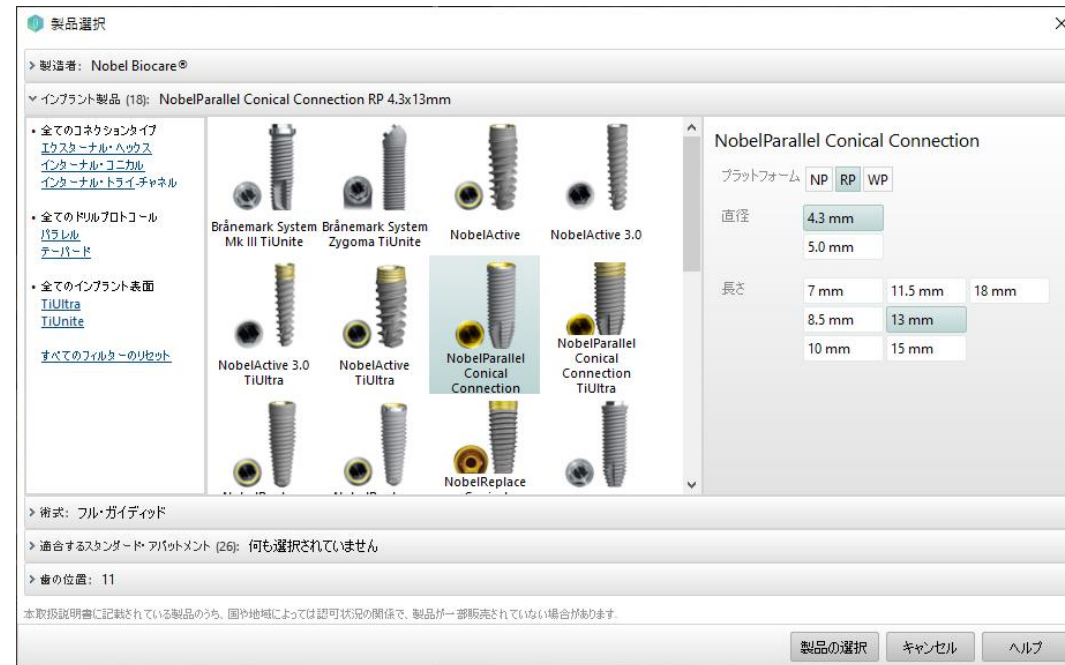 製品選択
製造者: Nobel Biocare®
インプラント製品 (18): NobelParallel Conical Connection RP 4.3x13mm
• 全てのコネクションタイプ
エクスターナル・ヘックス
インターナル・コニカル
インターナル・トライ-チャネル
• 全てのドリルプロトコール
パラレル
テーパード
• 全てのインプラント表面
TiUltra
TiUnite
すべてのフィルターのリセット
Brånemark System
Mk III TiUnite
Brånemark System
Zygoma TiUnite
NobelActive
NobelActive 3.0
NobelActive 3.0
TiUltra
NobelActive
TiUltra
NobelParallel
Conical
Connection
NobelParallel
Conical
Connection
TiUltra
NobelReplace
NobelParallel Conical Connection
プラットフォーム NP RP WP
直径 4.3 mm
5.0 mm
長さ 7 mm 11.5 mm 18 mm
8.5 mm 13 mm
10 mm 15 mm
術式: フル・ガイディッド
適合するスタンダード・アバットメント (26): 何も選択されていません
歯の位置: 11
本取扱説明書に記載されている製品のうち、国や地域によっては認可状況の関係で、製品が一部販売されていない場合があります.
製品の選択 キャンセル ヘルプ